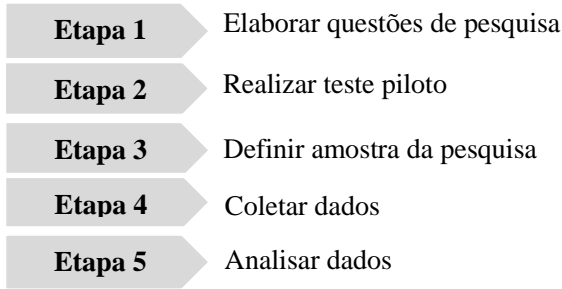 Etapa 1 Elaborar questões de pesquisa
Etapa 2 Realizar teste piloto
Etapa 3 Definir amostra da pesquisa
Etapa 4 Coletar dados
Etapa 5 Analisar dados